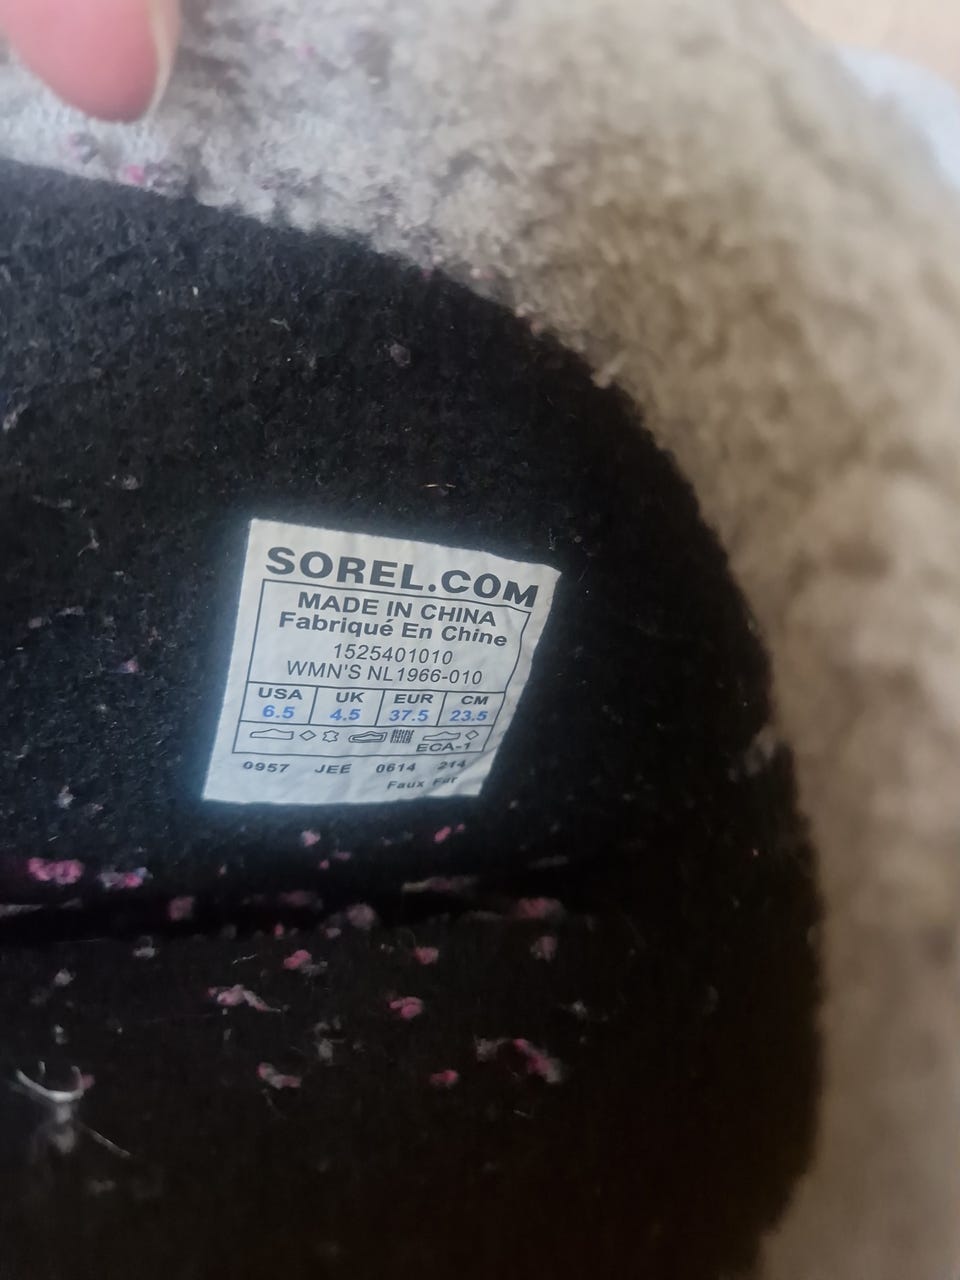 SOREL.COM
MADE IN CHINA
Fabriqué En Chine
1525401010
WMN'S NL1966-010
USA UK EUR CM
6.5 4.5 37.5 23.5
ECA-1
0957 JEE 0614 214
Faux Fur